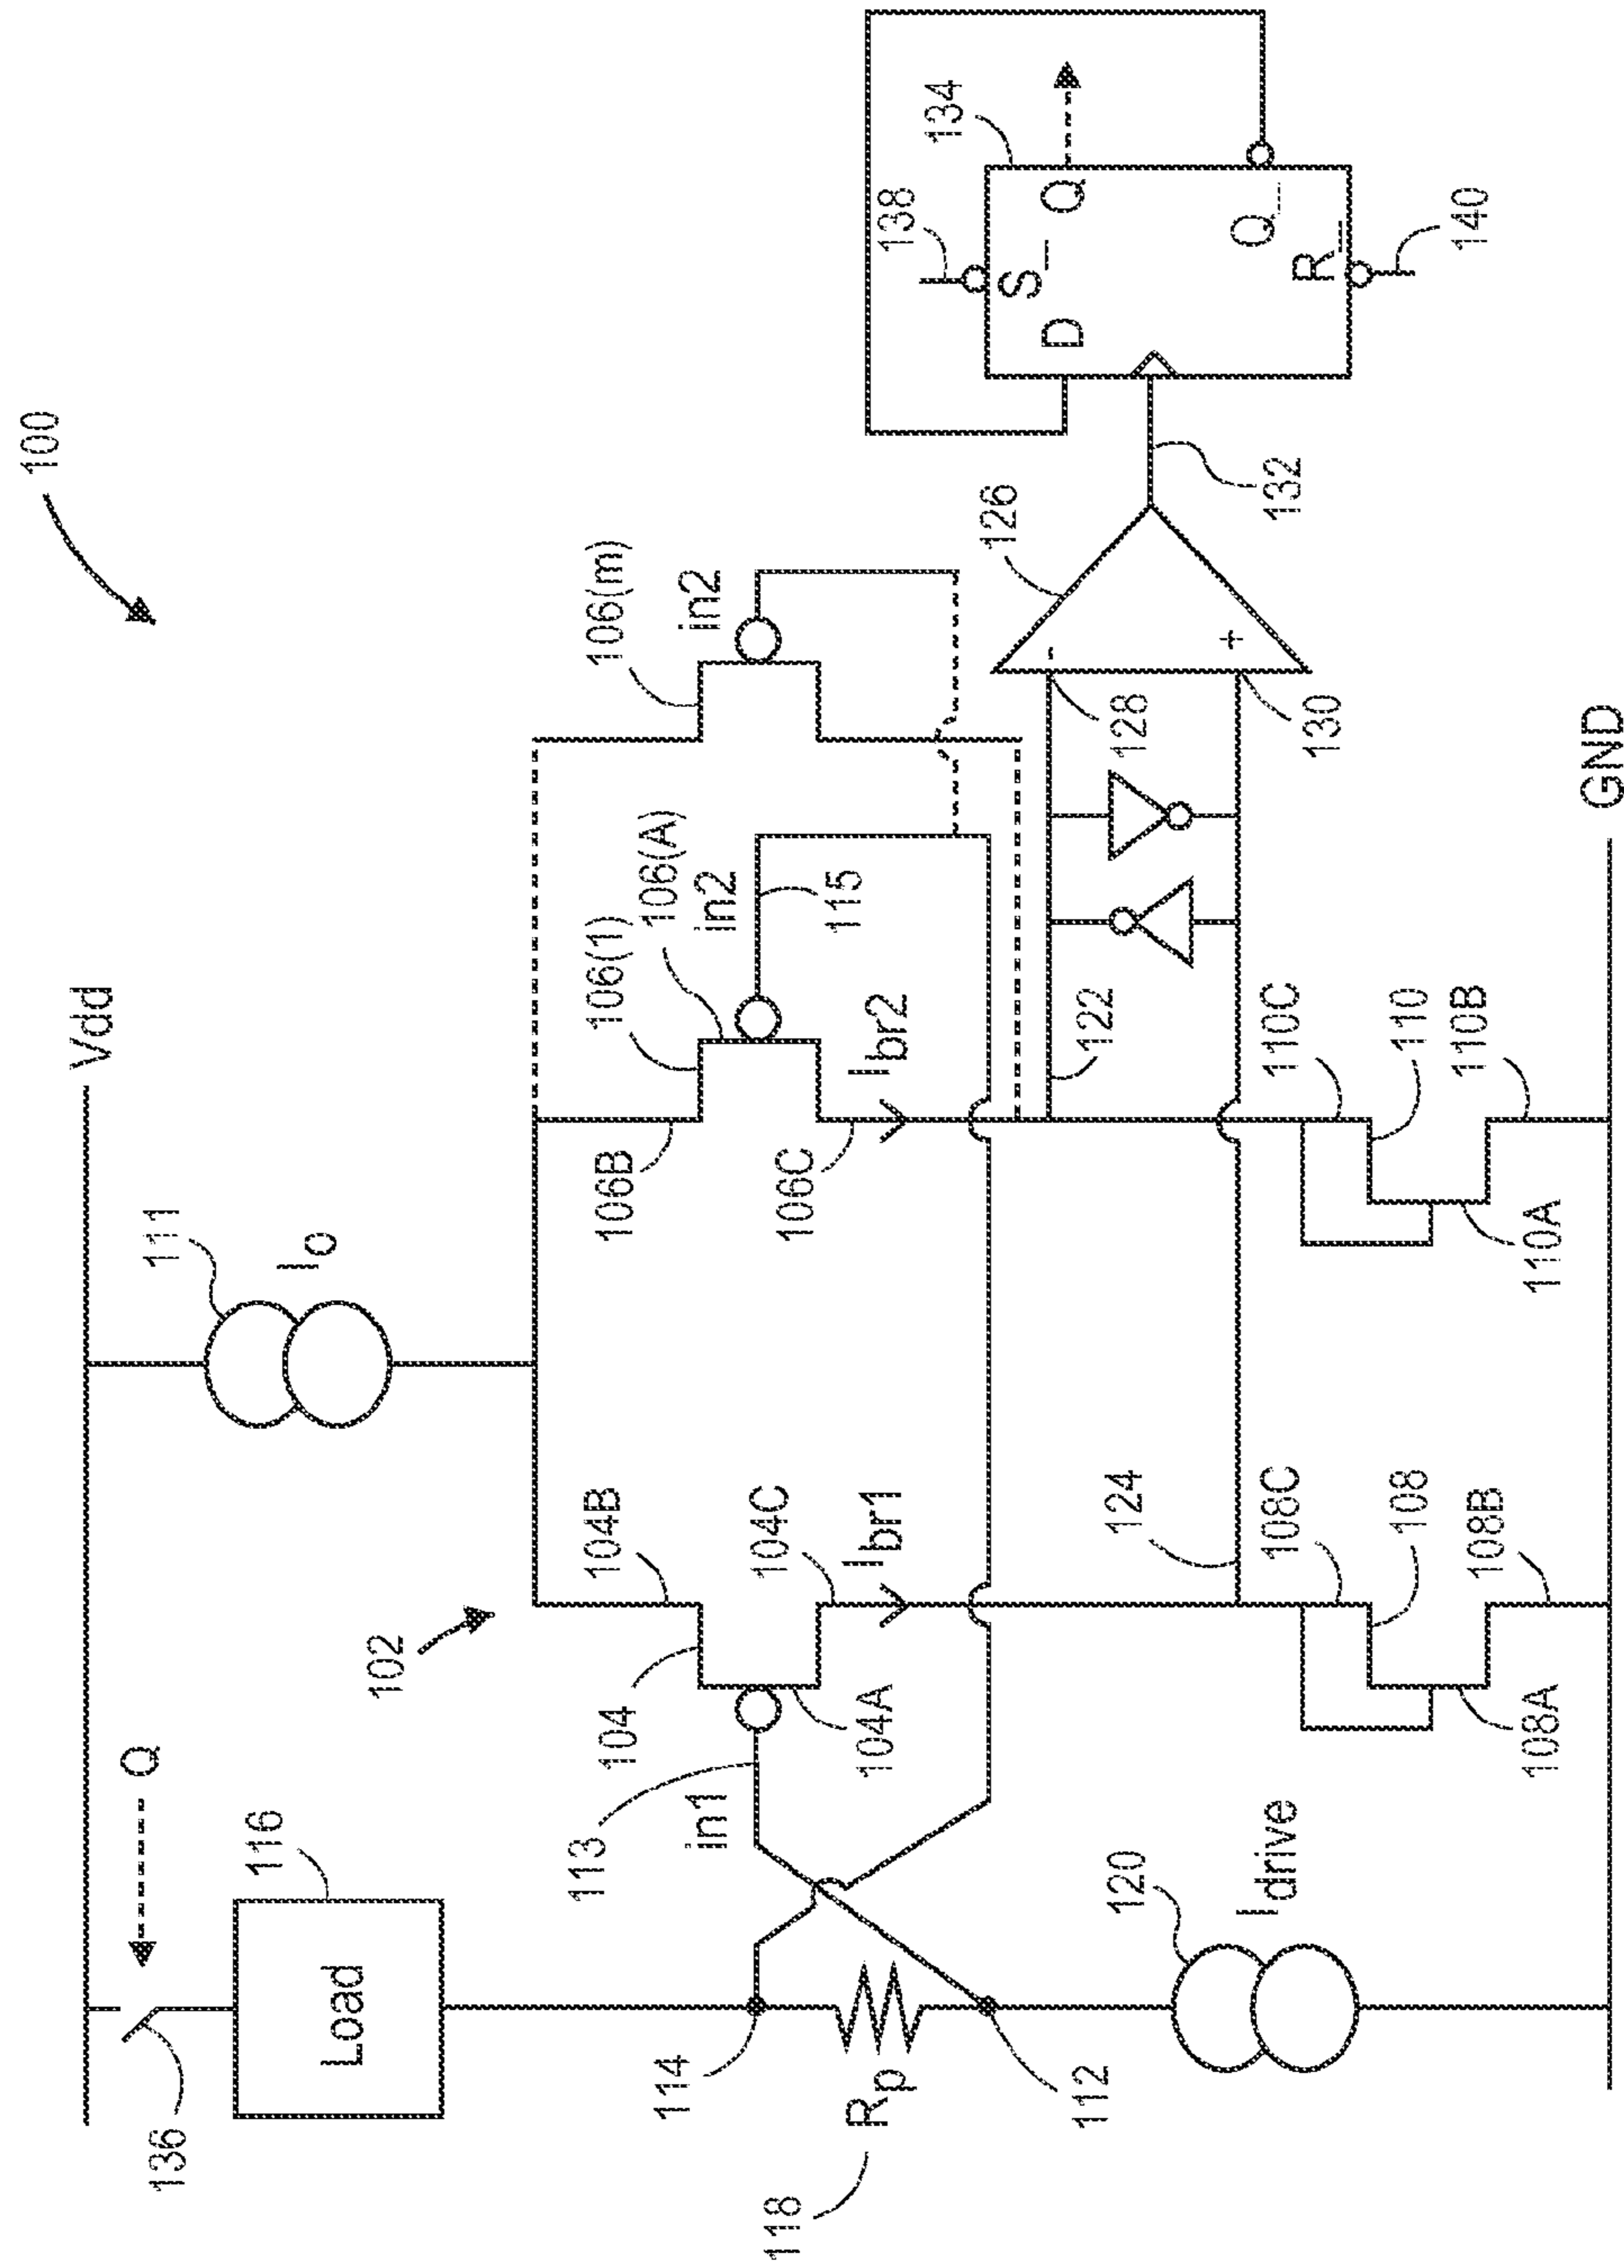 100
Vdd
Q
136
116
Load
102
111
Io
104B
104
104C
104A
Ibr1
in1
113
106B
106(1)
106(A)
in2
115
106C
Ibr2
106(m)
in2
114
Rp
118
112
120
Idrive
124
122
128
130
-
+
126
132
138
134
S_
D
Q
Q_
R_
140
108C
108
108B
108A
110C
110
110B
110A
GND